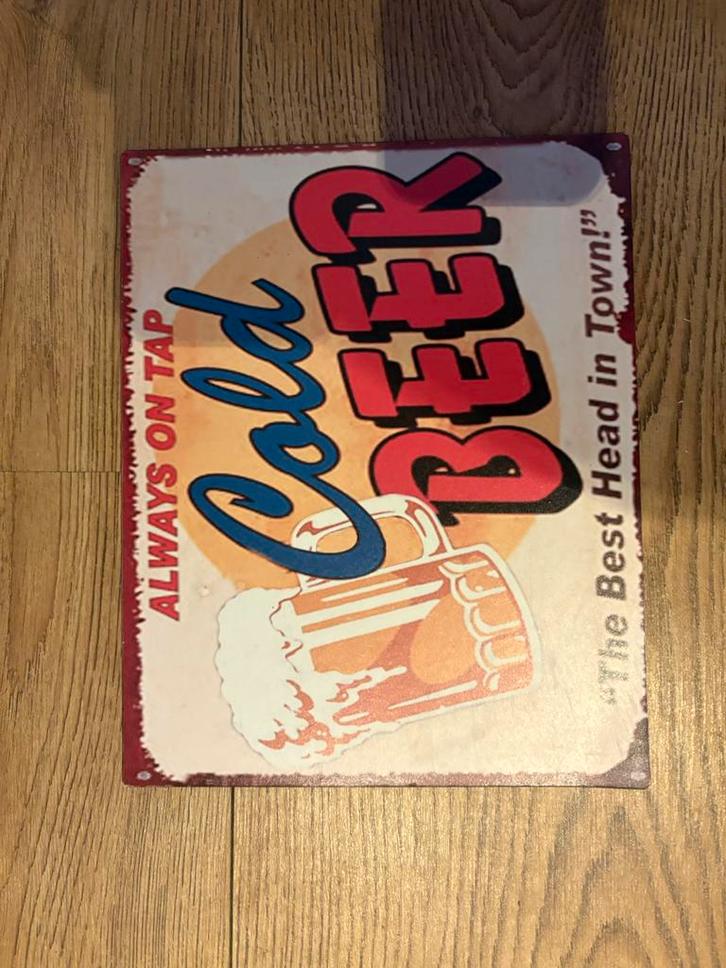 ALWAYS ON TAP
Cold
BEER
"The Best Head in Town!"